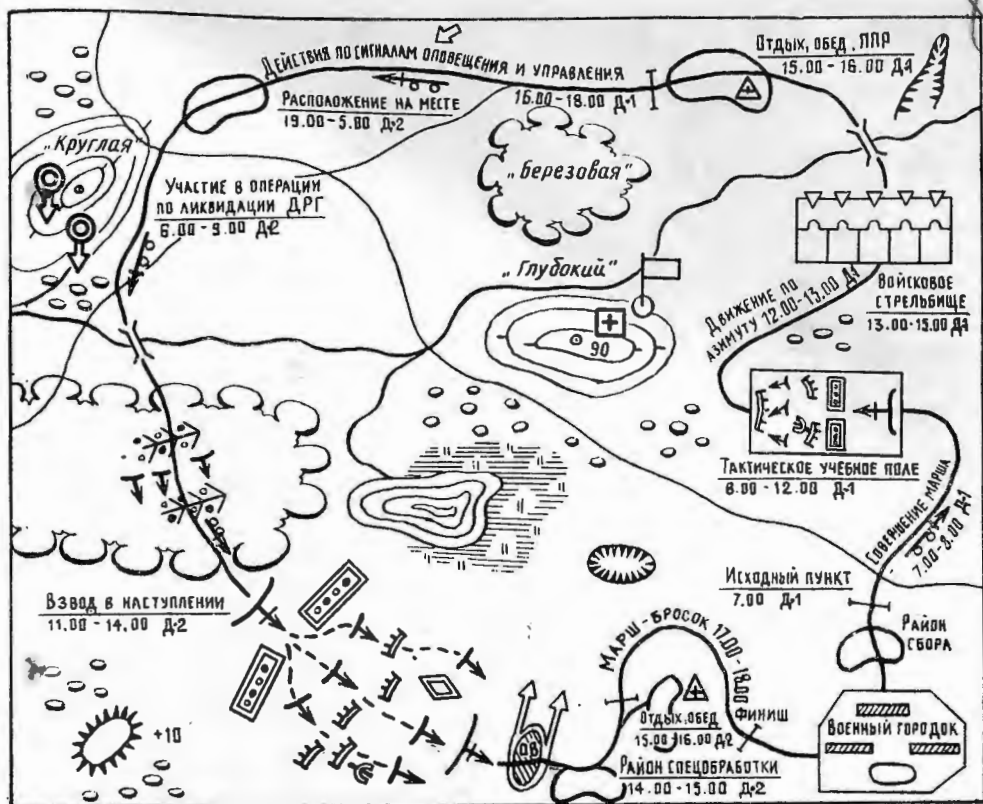 Действия по сигналам оповещения и управления
16.00-18.00 Д-1
Отдых, обед, ППР
15.00-16.00 Д-1
Расположение на месте
19.00-5.00 Д-2
„Круглая"
„Березовая"
Участие в операции
по ликвидации ДРГ
6.00-9.00 Д-2
„Глубокий"
90
Движение по
азимуту 12.00-13.00 Д-1
Войсковое
стрельбище
13.00-15.00 Д-1
Тактическое учебное поле
8.00-12.00 Д-1
Совершение марша
7.00-8.00 Д-1
Исходный пункт
7.00 Д-1
Район
сбора
Взвод в наступлении
11.00-14.00 Д-2
Марш-бросок 17.00-18.00
Отдых, обед
15.00-16.00 Д-2
Финиш
Военный городок
+10
ОВ
Район спецобработки
14.00-15.00 Д-2